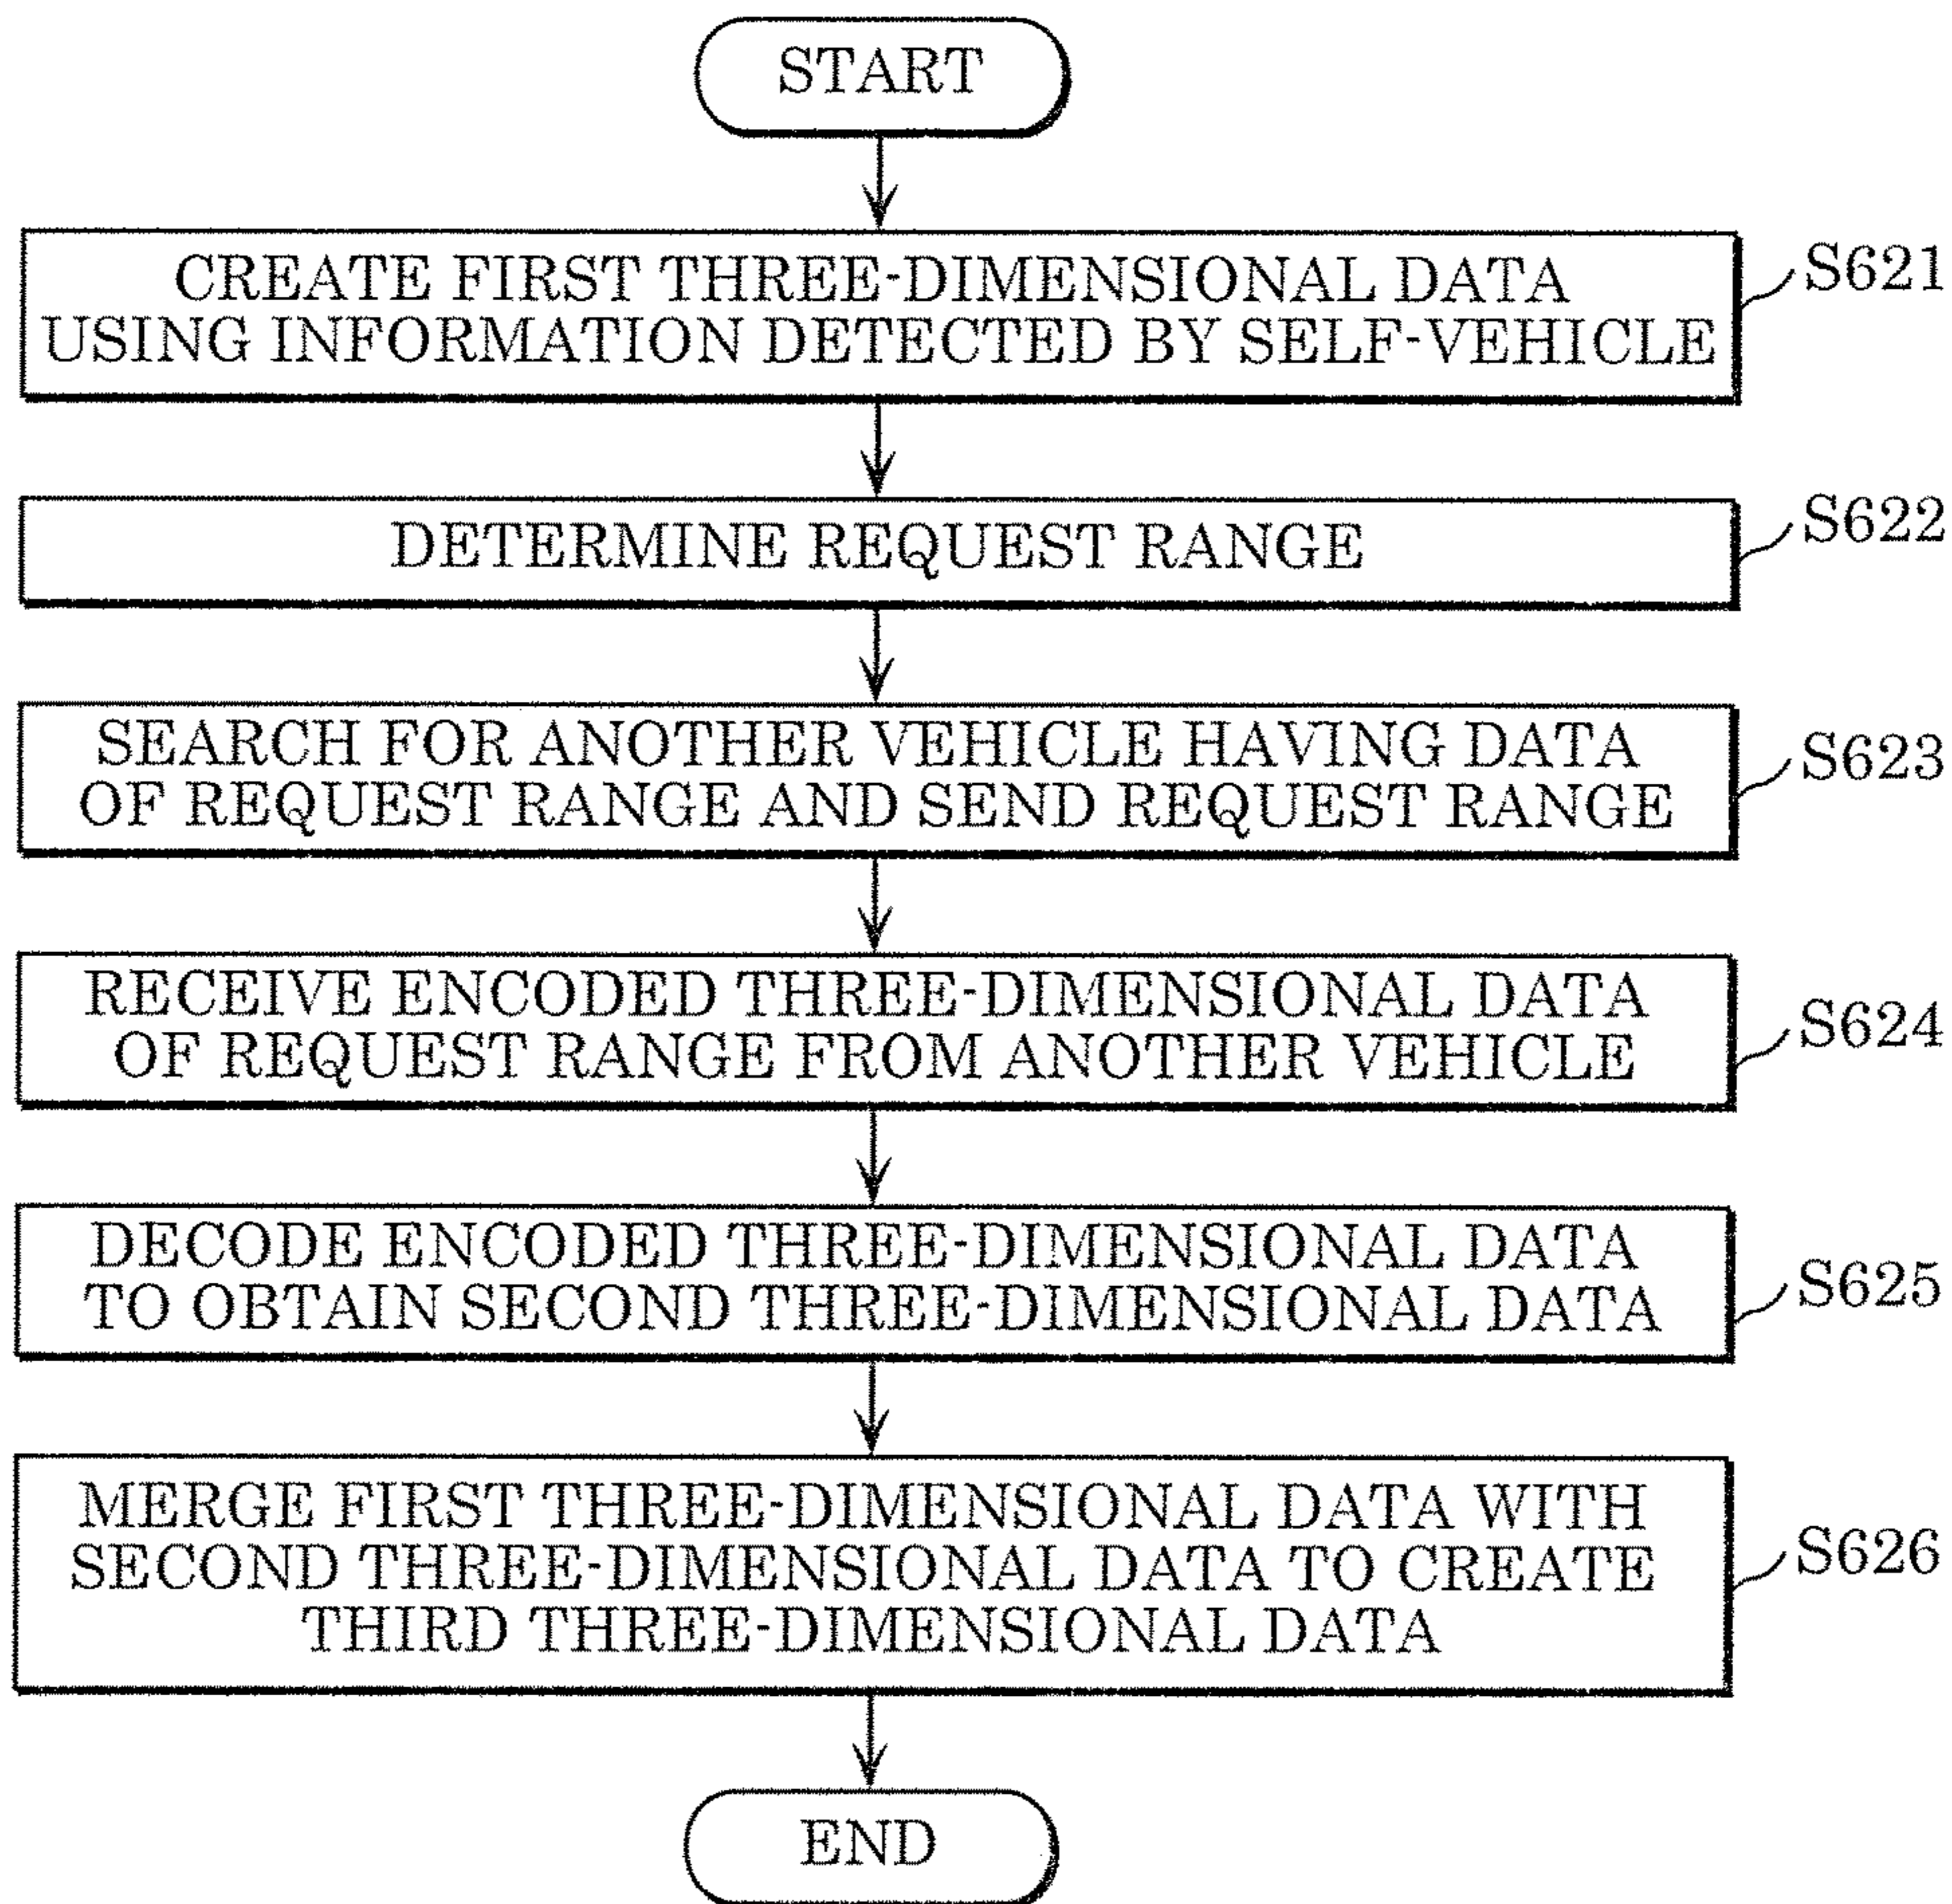 START
CREATE FIRST THREE-DIMENSIONAL DATA
USING INFORMATION DETECTED BY SELF-VEHICLE
S621
DETERMINE REQUEST RANGE
S622
SEARCH FOR ANOTHER VEHICLE HAVING DATA
OF REQUEST RANGE AND SEND REQUEST RANGE
S623
RECEIVE ENCODED THREE-DIMENSIONAL DATA
OF REQUEST RANGE FROM ANOTHER VEHICLE
S624
DECODE ENCODED THREE-DIMENSIONAL DATA
TO OBTAIN SECOND THREE-DIMENSIONAL DATA
S625
MERGE FIRST THREE-DIMENSIONAL DATA WITH
SECOND THREE-DIMENSIONAL DATA TO CREATE
THIRD THREE-DIMENSIONAL DATA
S626
END